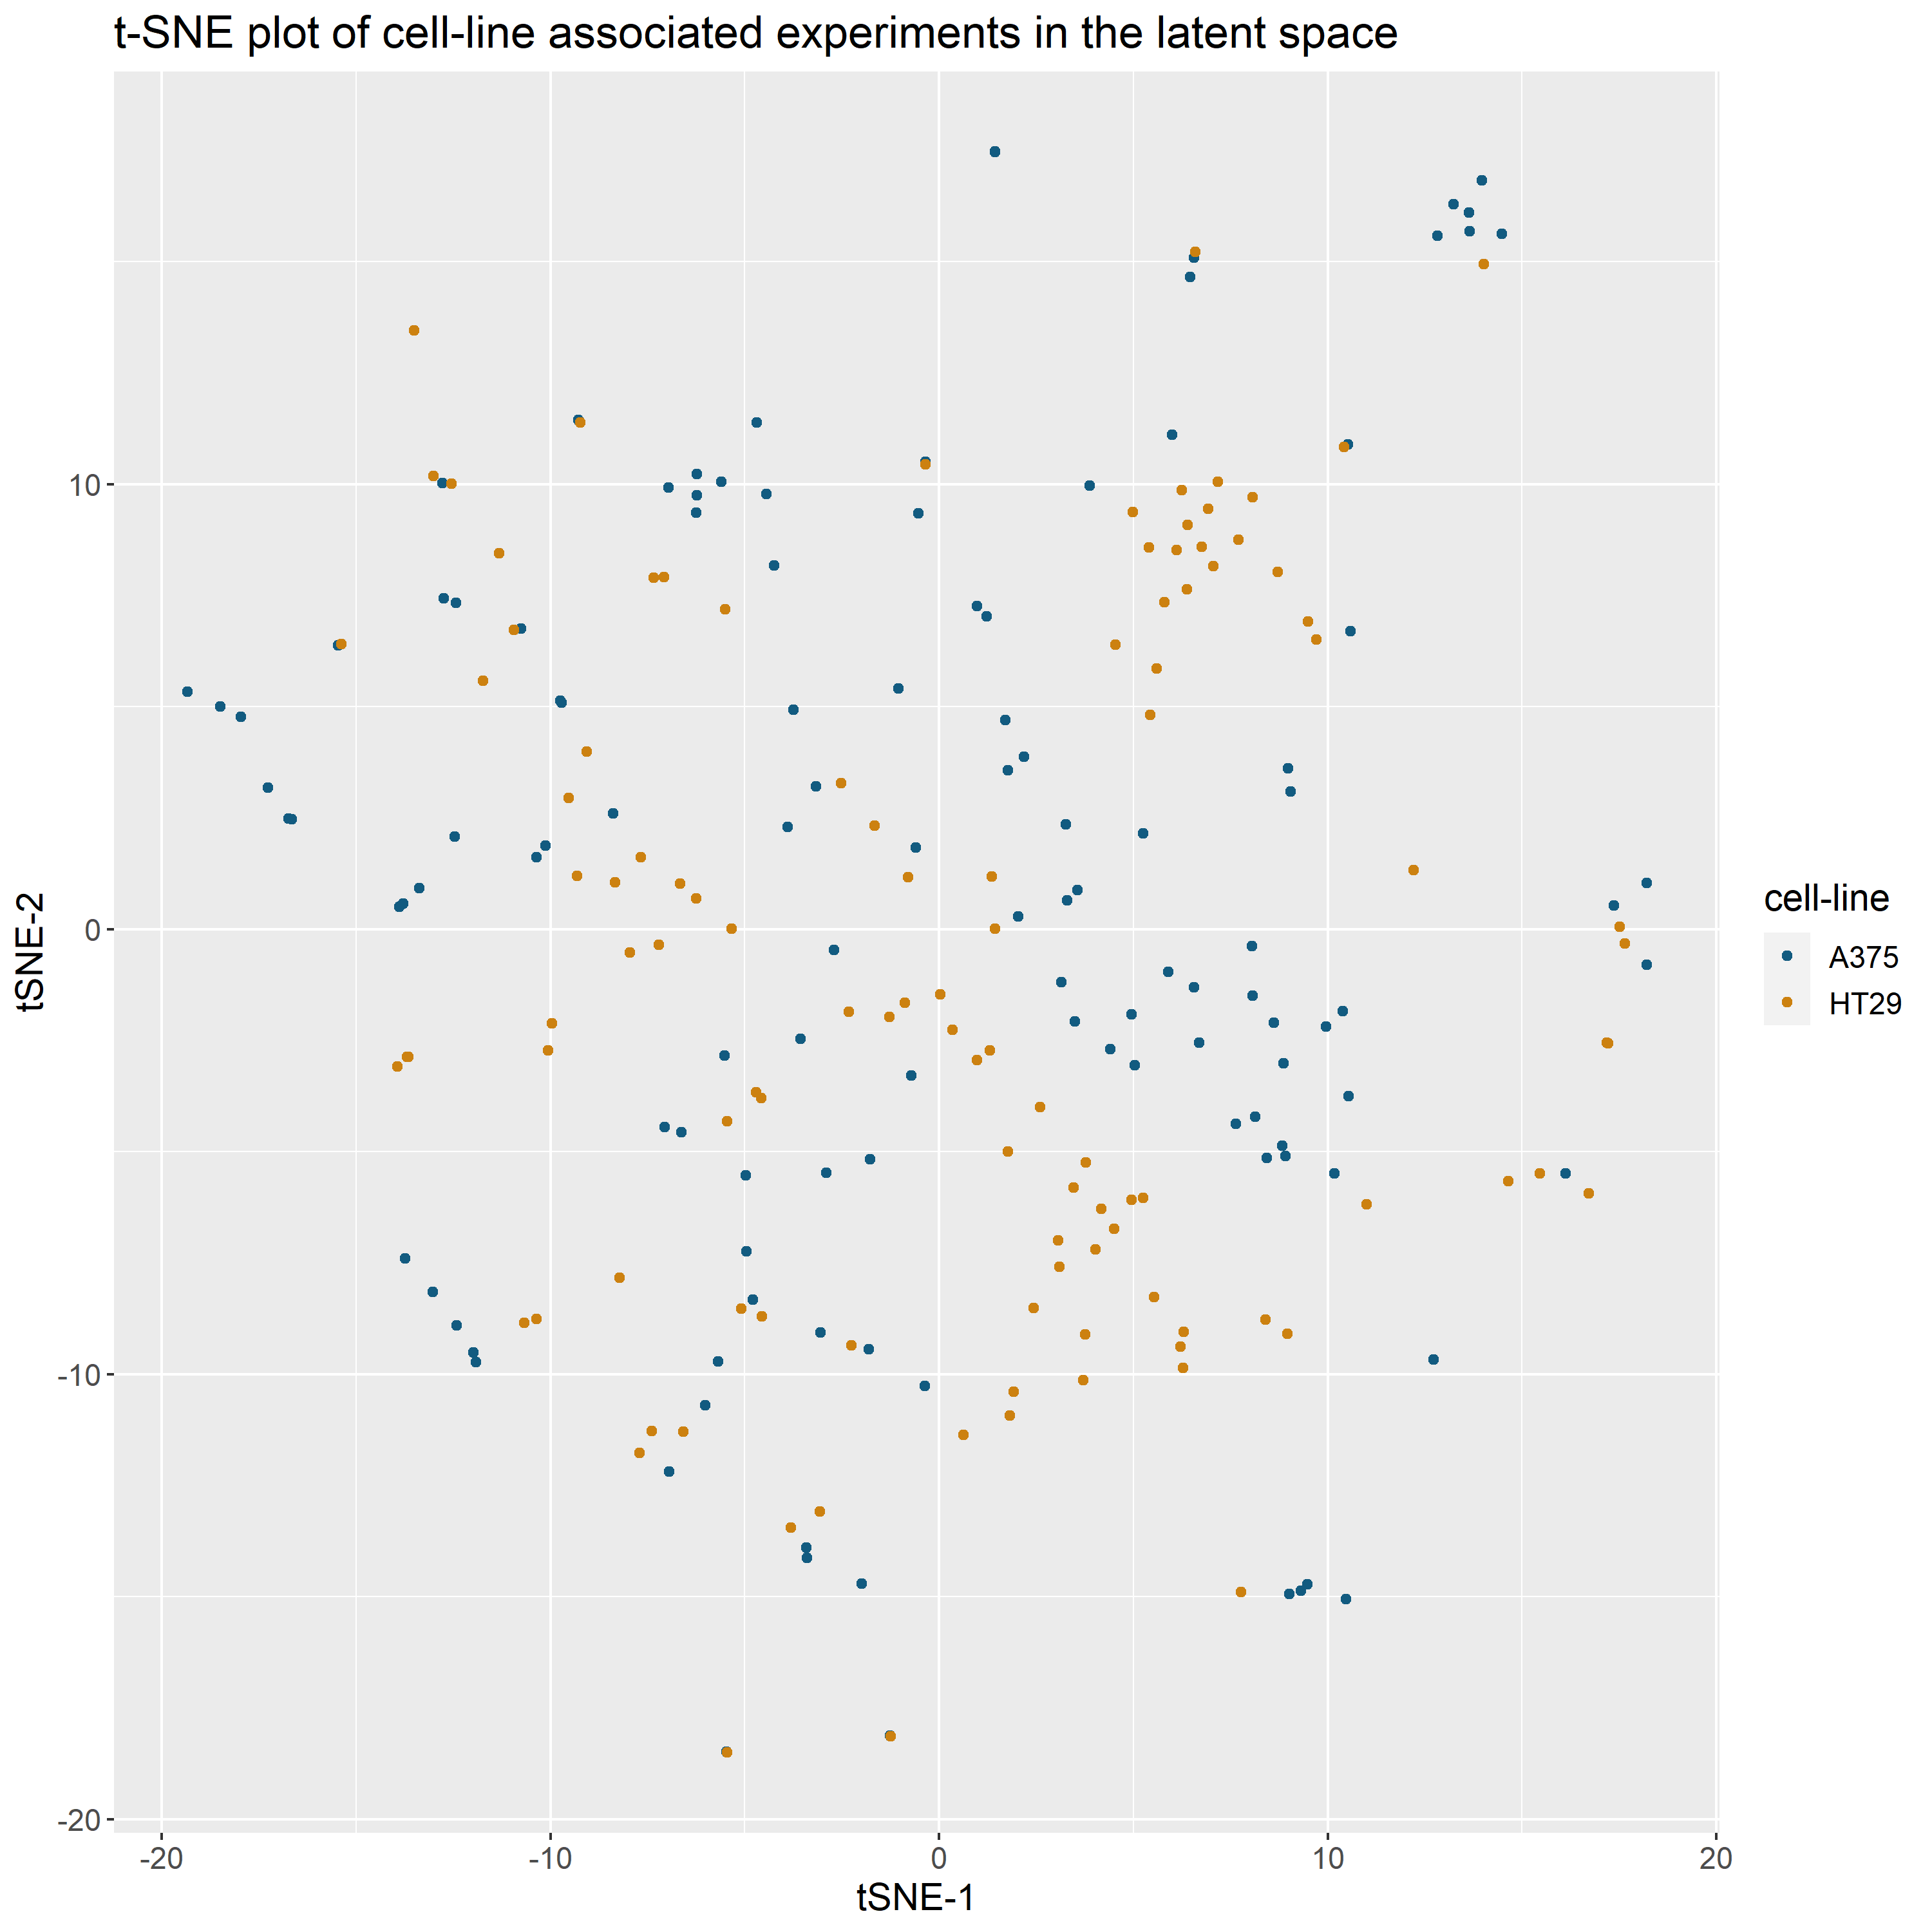 t-SNE plot of cell-line associated experiments in the latent space
tSNE-2
10
0
-10
-20
-20
-10
0
10
20
tSNE-1
cell-line
A375
HT29